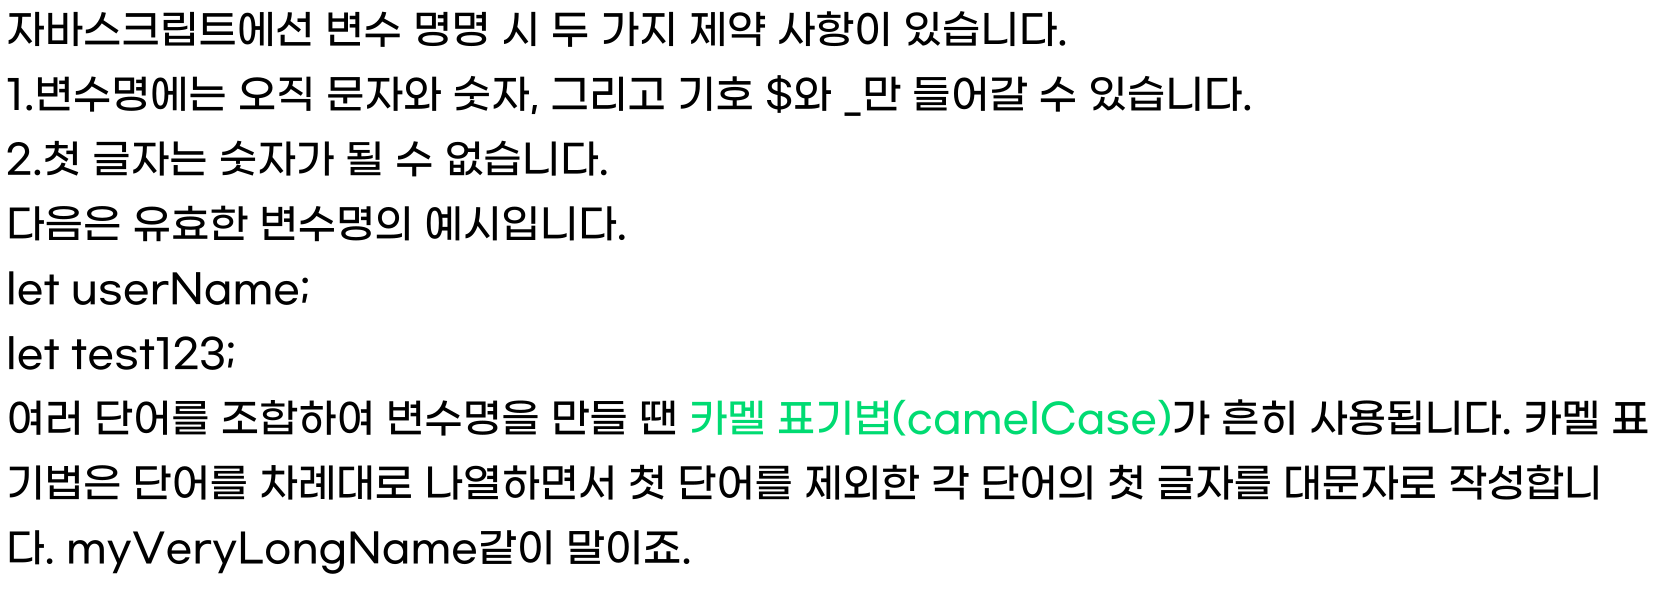 자바스크립트에선 변수 명명 시 두 가지 제약 사항이 있습니다.
1.변수명에는 오직 문자와 숫자, 그리고 기호 $와 _만 들어갈 수 있습니다.
2.첫 글자는 숫자가 될 수 없습니다.
다음은 유효한 변수명의 예시입니다.
let userName;
let test123;
여러 단어를 조합하여 변수명을 만들 땐 카멜 표기법(camelCase)가 흔히 사용됩니다. 카멜 표
기법은 단어를 차례대로 나열하면서 첫 단어를 제외한 각 단어의 첫 글자를 대문자로 작성합니
다. myVeryLongName같이 말이죠.